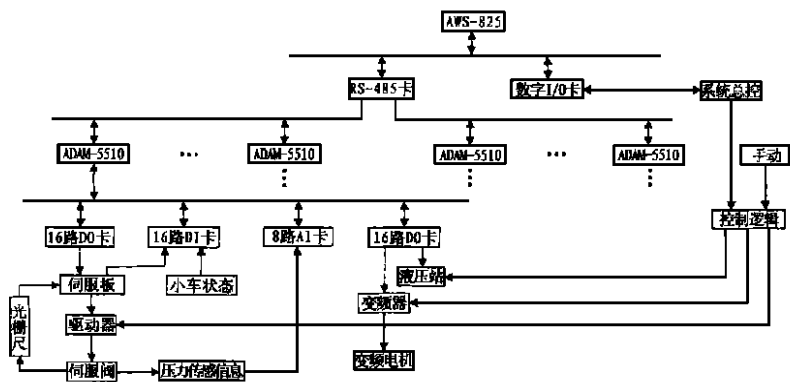 AWS-825
RS-485卡
数字I/O卡
系统总控
ADAM-5510
...
ADAM-5510
ADAM-5510
...
ADAM-5510
手动
控制逻辑
16路DO卡
16路DI卡
8路AI卡
16路DO卡
伺服板
小车状态
液压站
光栅尺
变频器
驱动器
伺服阀
压力传感信息
变频电机